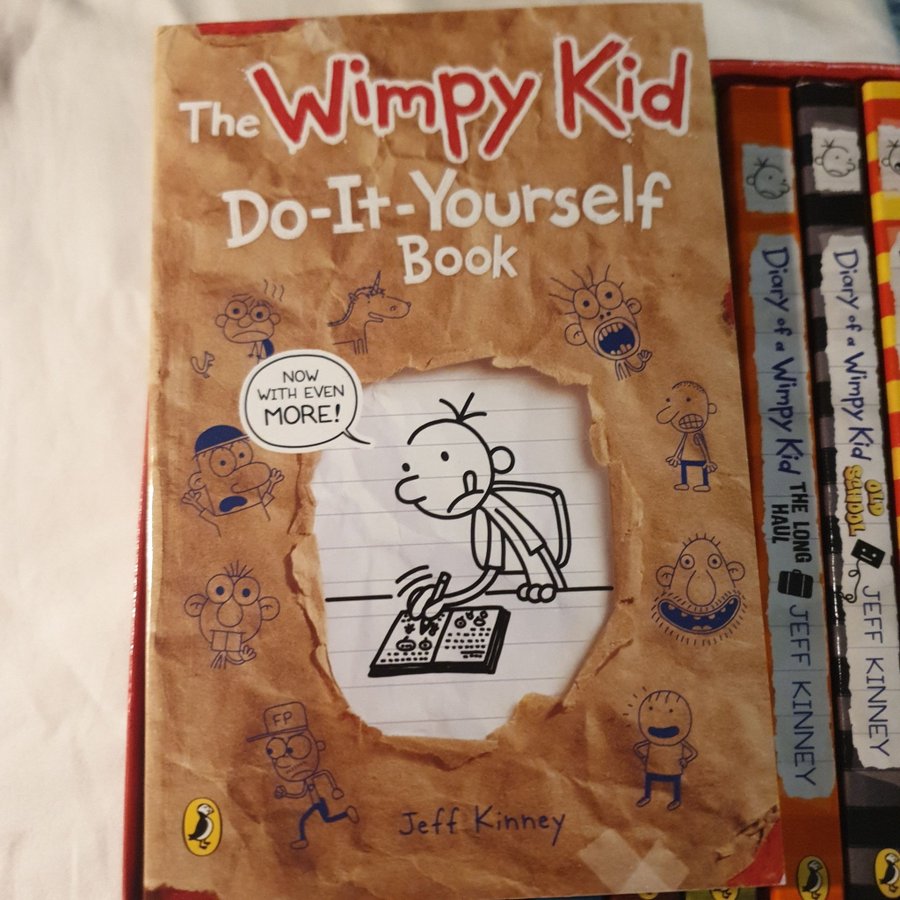 The Wimpy Kid
Do-It-Yourself
Book
NOW
WITH EVEN
MORE!
FP
Jeff Kinney
Diary of a Wimpy Kid THE LONG HAUL JEFF KINNEY
Diary of a Wimpy Kid OLD SCHOOL JEFF KINNEY